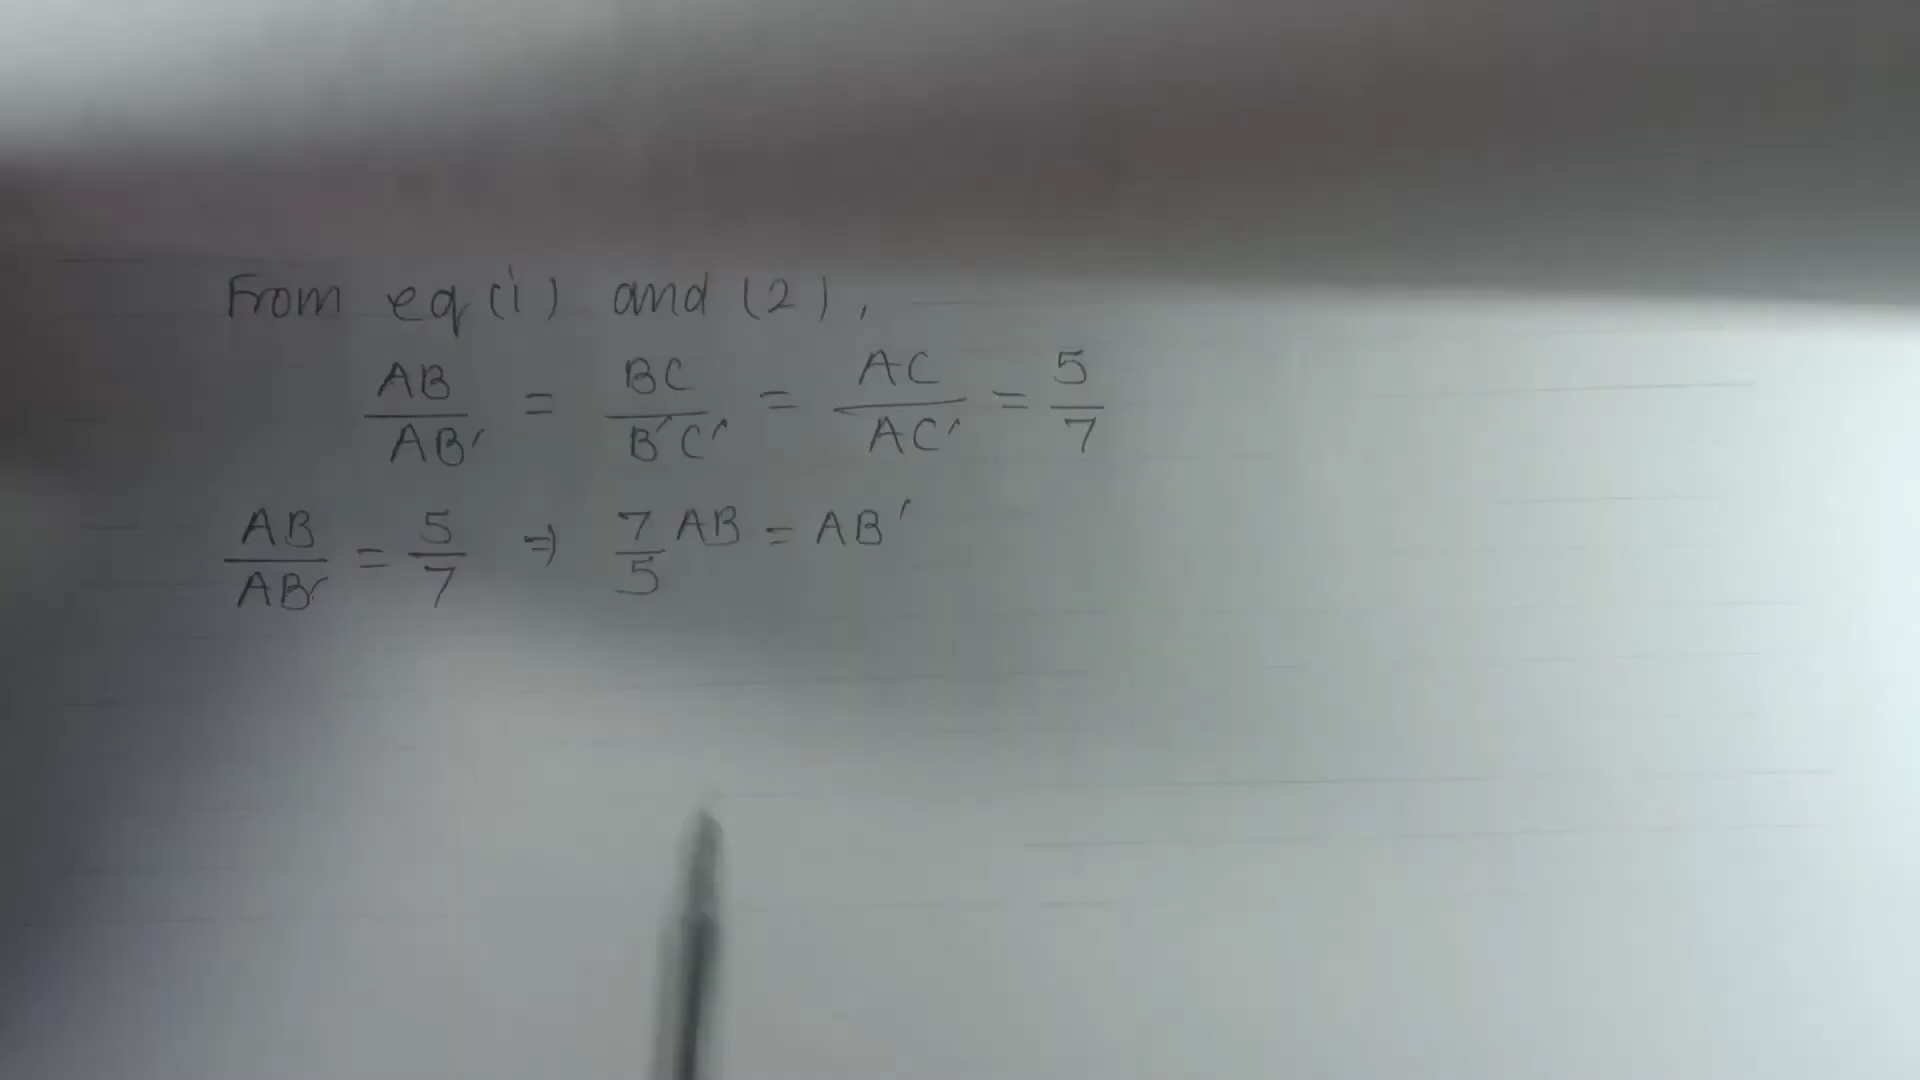 From eq (i) and (2),
AB/AB' = BC/B'C' = AC/AC' = 5/7
AB/AB' = 5/7 ⇒ 7/5 AB = AB'